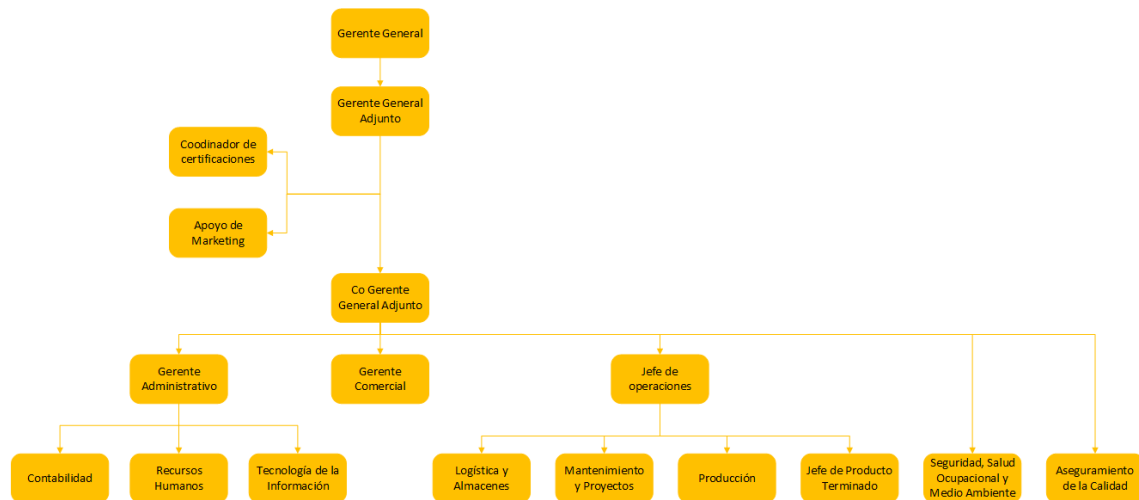 Gerente General
Gerente General
Adjunto
Coodinador de
certificaciones
Apoyo de
Marketing
Co Gerente
General Adjunto
Gerente
Administrativo
Gerente
Comercial
Jefe de
operaciones
Contabilidad
Recursos
Humanos
Tecnología de la
Información
Logística y
Almacenes
Mantenimiento
y Proyectos
Producción
Jefe de Producto
Terminado
Seguridad, Salud
Ocupacional y
Medio Ambiente
Aseguramiento
de la Calidad